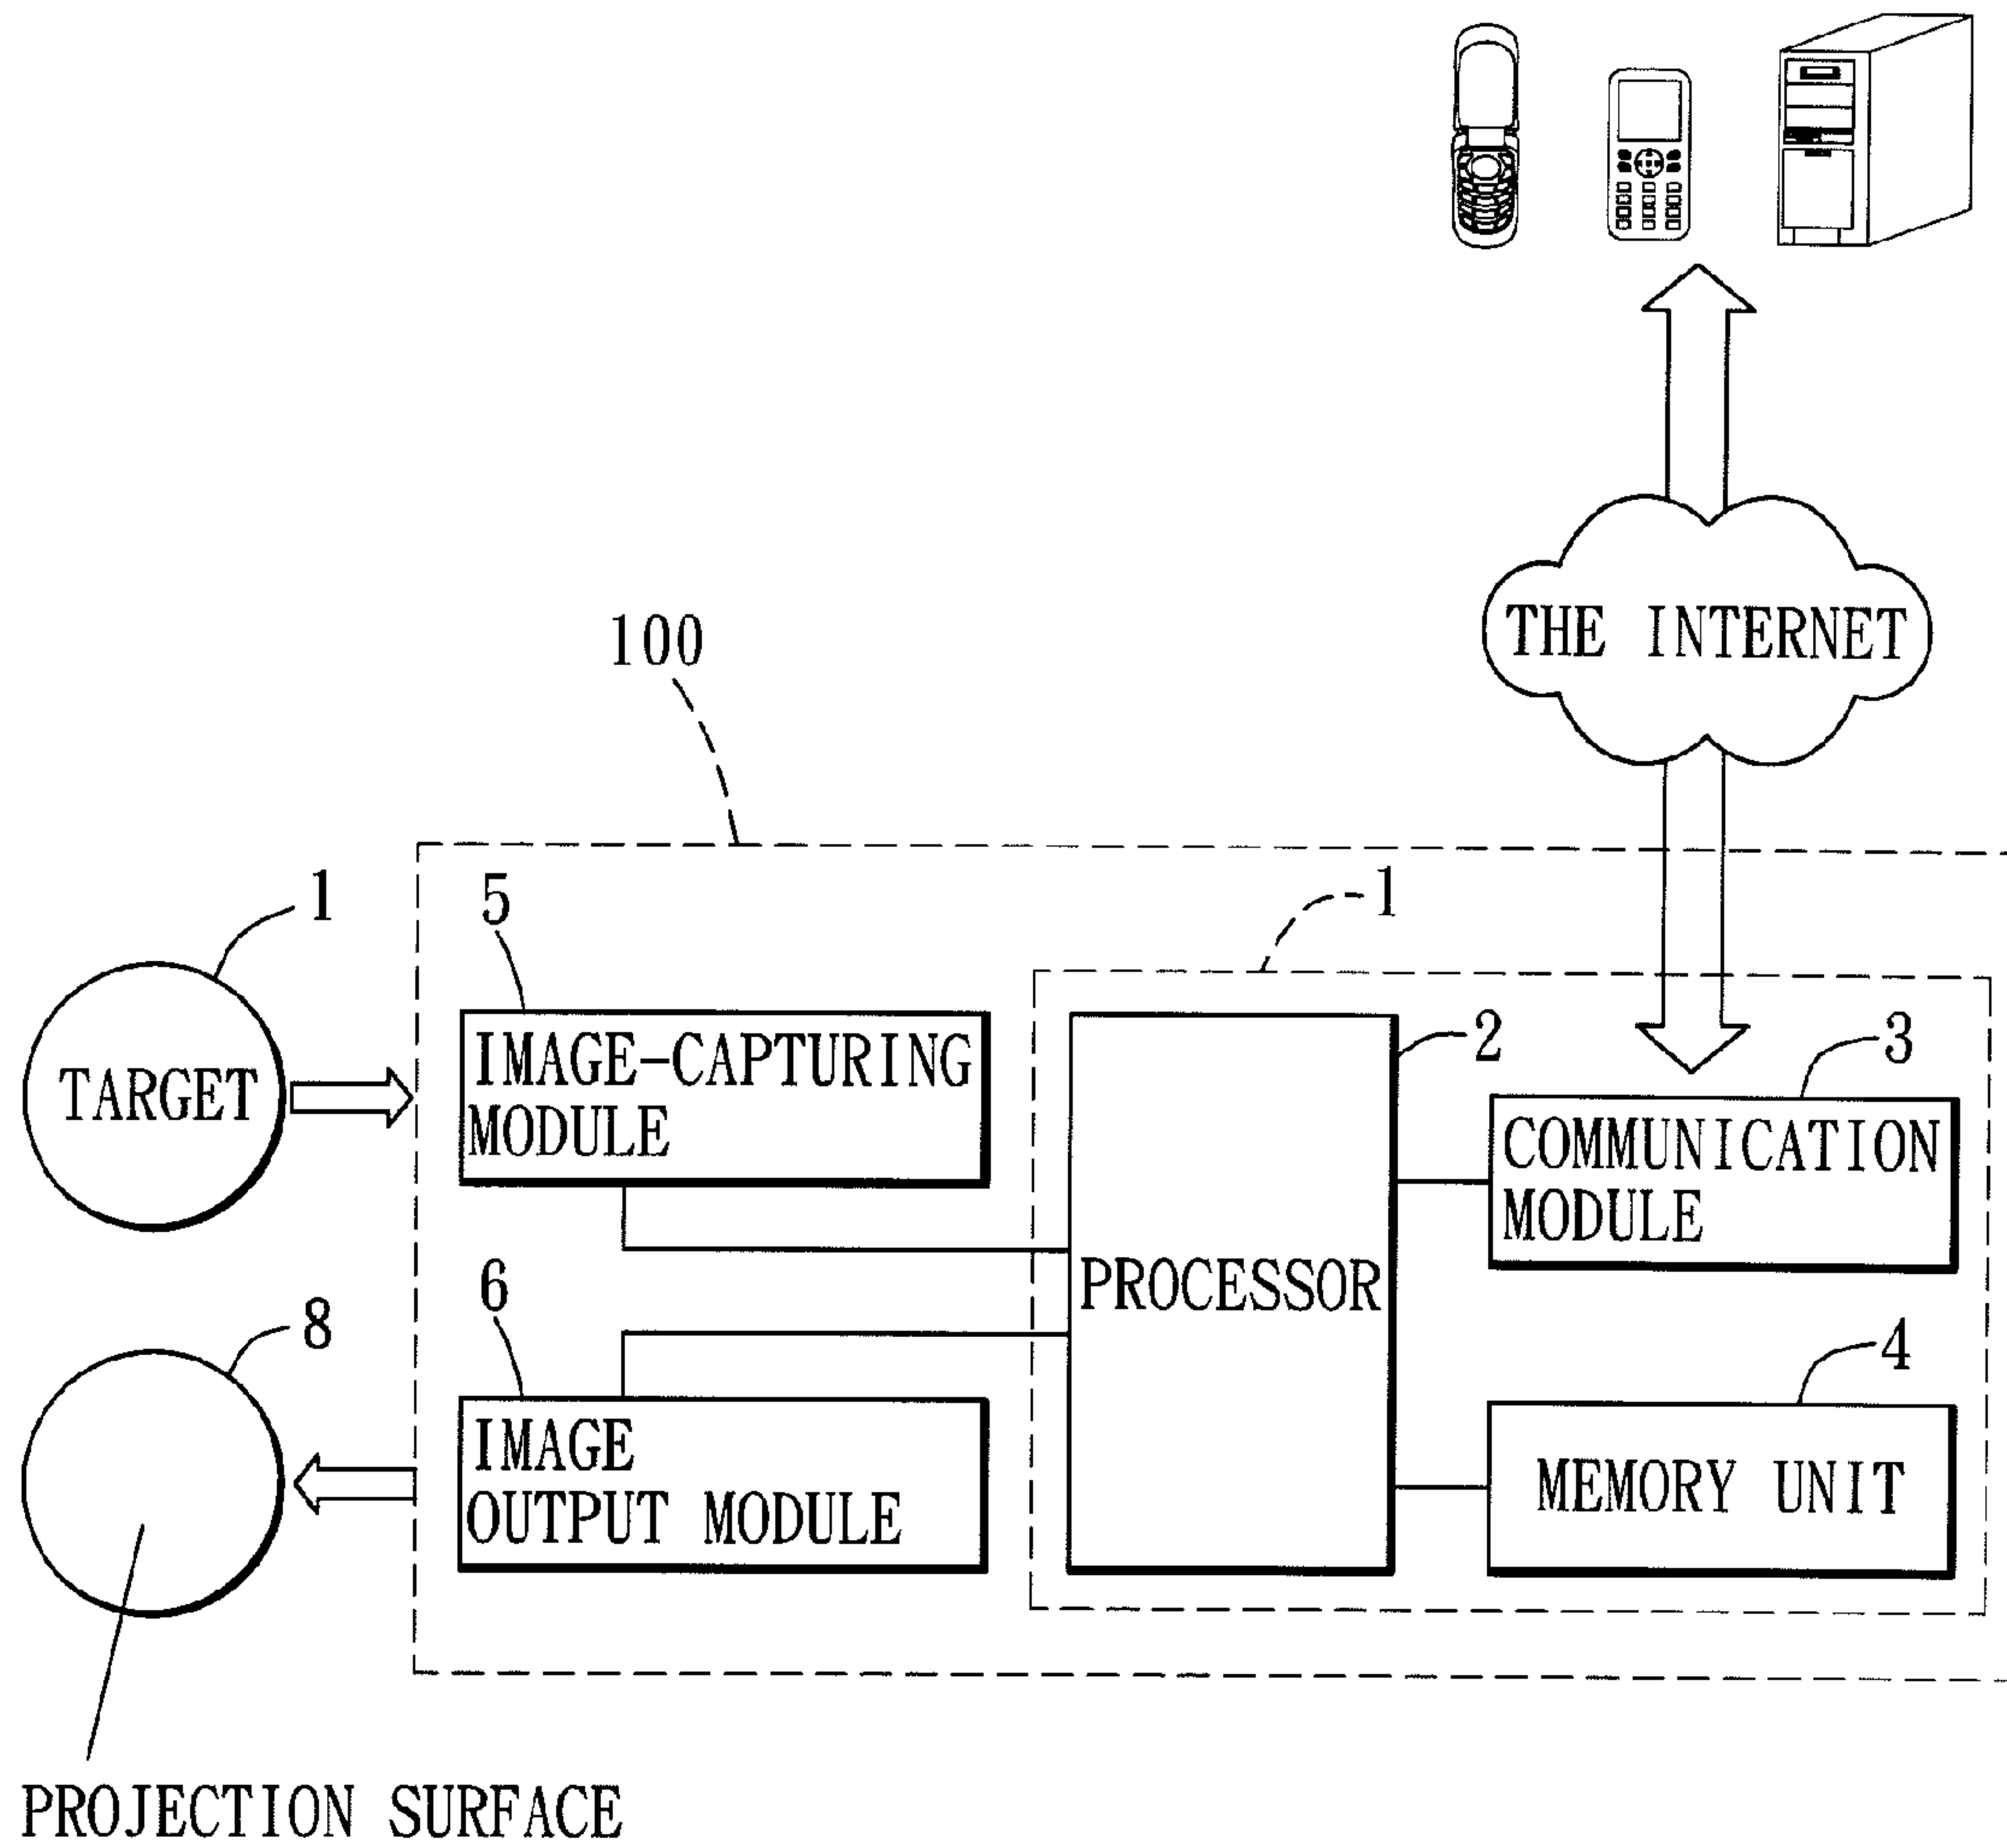 THE INTERNET
100
1
5
1
IMAGE-CAPTURING
MODULE
2
3
TARGET
COMMUNICATION
MODULE
PROCESSOR
6
8
4
IMAGE
OUTPUT MODULE
MEMORY UNIT
PROJECTION SURFACE